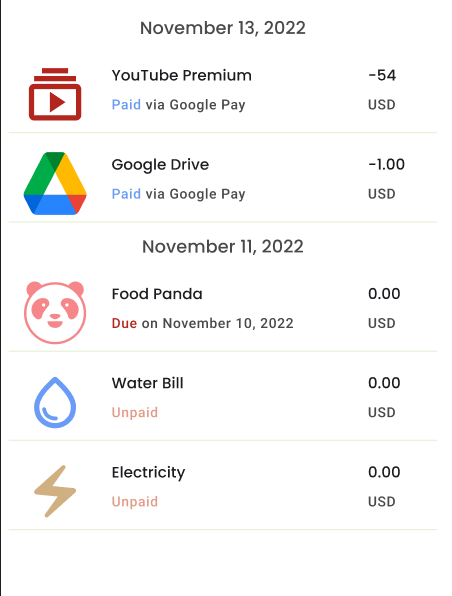 November 13, 2022
YouTube Premium -54
Paid via Google Pay USD
Google Drive -1.00
Paid via Google Pay USD
November 11, 2022
Food Panda 0.00
Due on November 10, 2022 USD
Water Bill 0.00
Unpaid USD
Electricity 0.00
Unpaid USD